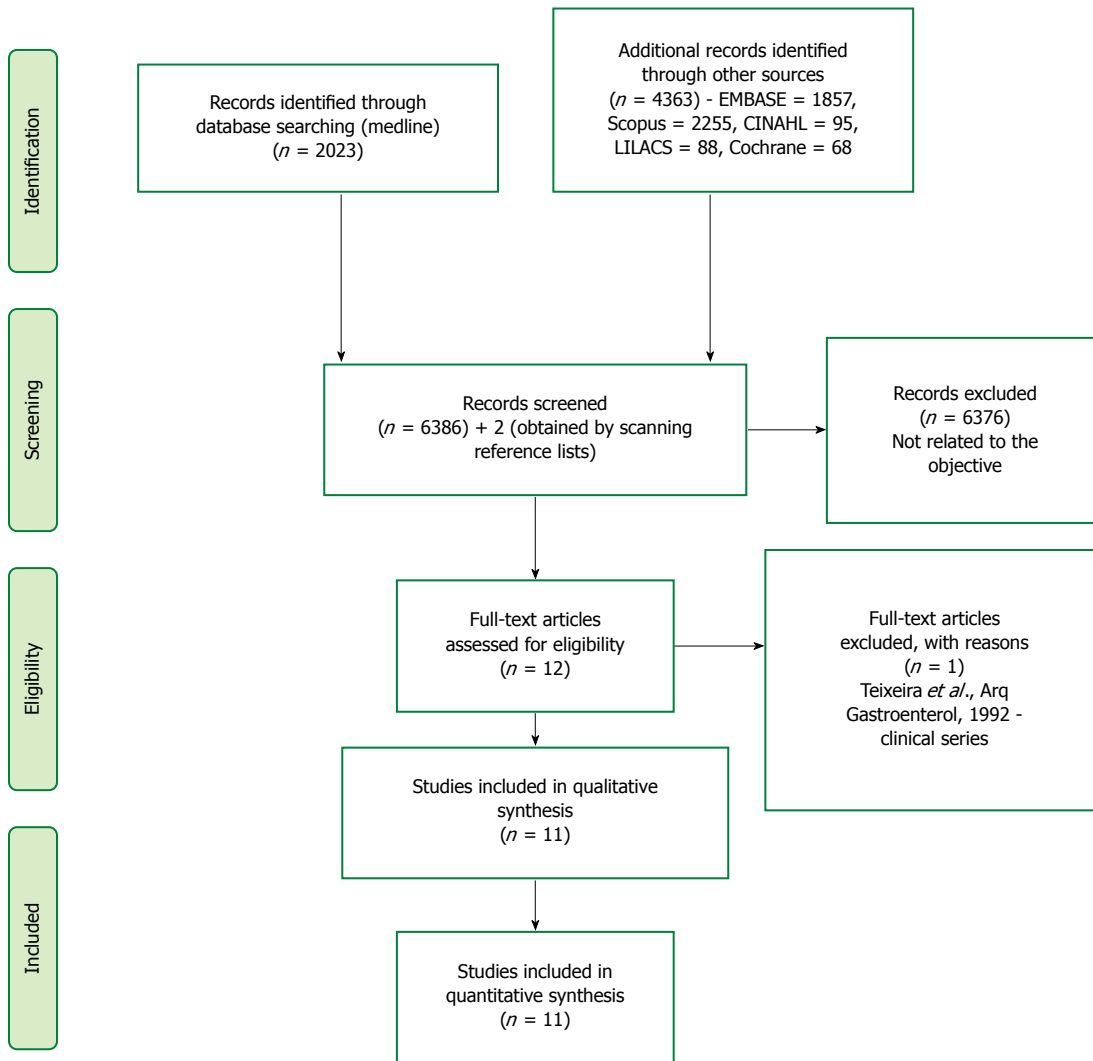 Identification
Records identified through
database searching (medline)
(n = 2023)
Additional records identified
through other sources
(n = 4363) - EMBASE = 1857,
Scopus = 2255, CINAHL = 95,
LILACS = 88, Cochrane = 68
Screening
Records screened
(n = 6386) + 2 (obtained by scanning
reference lists)
Records excluded
(n = 6376)
Not related to the
objective
Eligibility
Full-text articles
assessed for eligibility
(n = 12)
Full-text articles
excluded, with reasons
(n = 1)
Teixeira et al., Arq
Gastroenterol, 1992 -
clinical series
Studies included in qualitative
synthesis
(n = 11)
Included
Studies included in
quantitative synthesis
(n = 11)